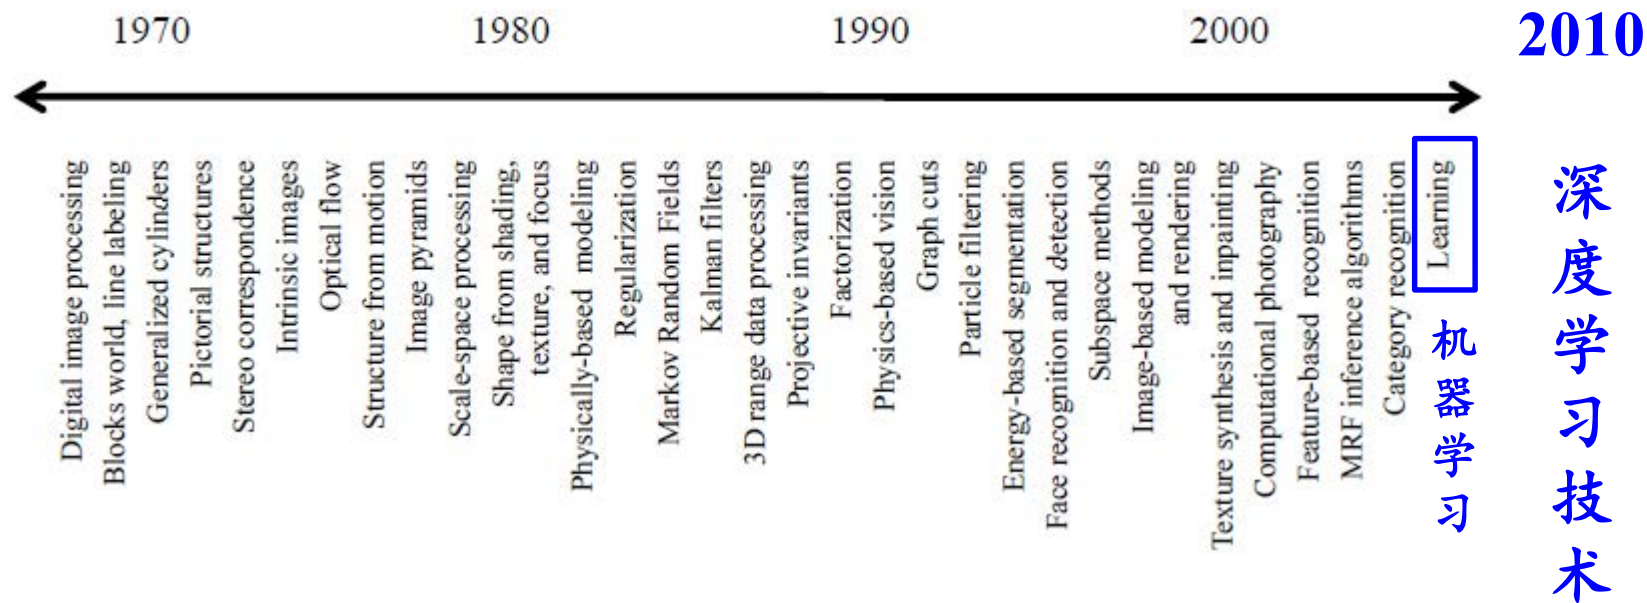 1970
1980
1990
2000
2010
Digital image processing
Blocks world, line labeling
Generalized cylinders
Pictorial structures
Stereo correspondence
Intrinsic images
Optical flow
Structure from motion
Image pyramids
Scale-space processing
Shape from shading,
texture, and focus
Physically-based modeling
Regularization
Markov Random Fields
Kalman filters
3D range data processing
Projective invariants
Factorization
Physics-based vision
Graph cuts
Particle filtering
Energy-based segmentation
Face recognition and detection
Subspace methods
Image-based modeling
and rendering
Texture synthesis and inpainting
Computational photography
Feature-based recognition
MRF inference algorithms
Category recognition
Learning
机器学习
深度学习技术